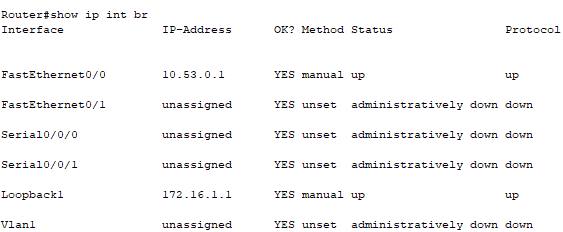 Router#show ip int br
Interface IP-Address OK? Method Status Protocol
FastEthernet0/0 10.53.0.1 YES manual up up
FastEthernet0/1 unassigned YES unset administratively down down
Serial0/0/0 unassigned YES unset administratively down down
Serial0/0/1 unassigned YES unset administratively down down
Loopback1 172.16.1.1 YES manual up up
Vlan1 unassigned YES unset administratively down down